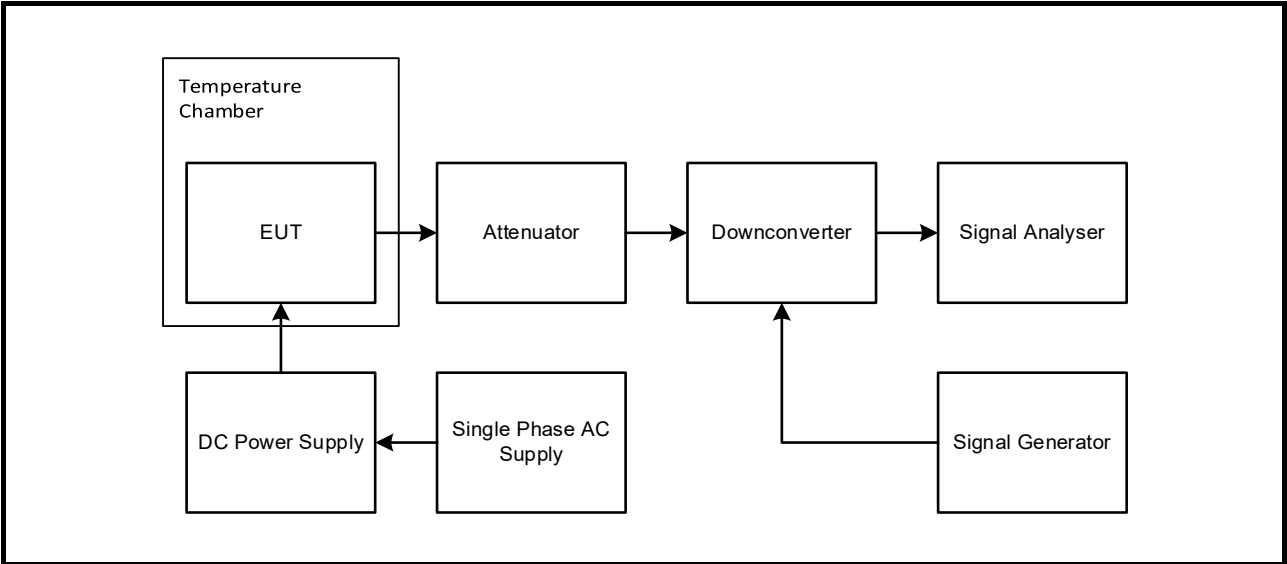 Temperature
Chamber
EUT
Attenuator
Downconverter
Signal Analyser
DC Power Supply
Single Phase AC
Supply
Signal Generator